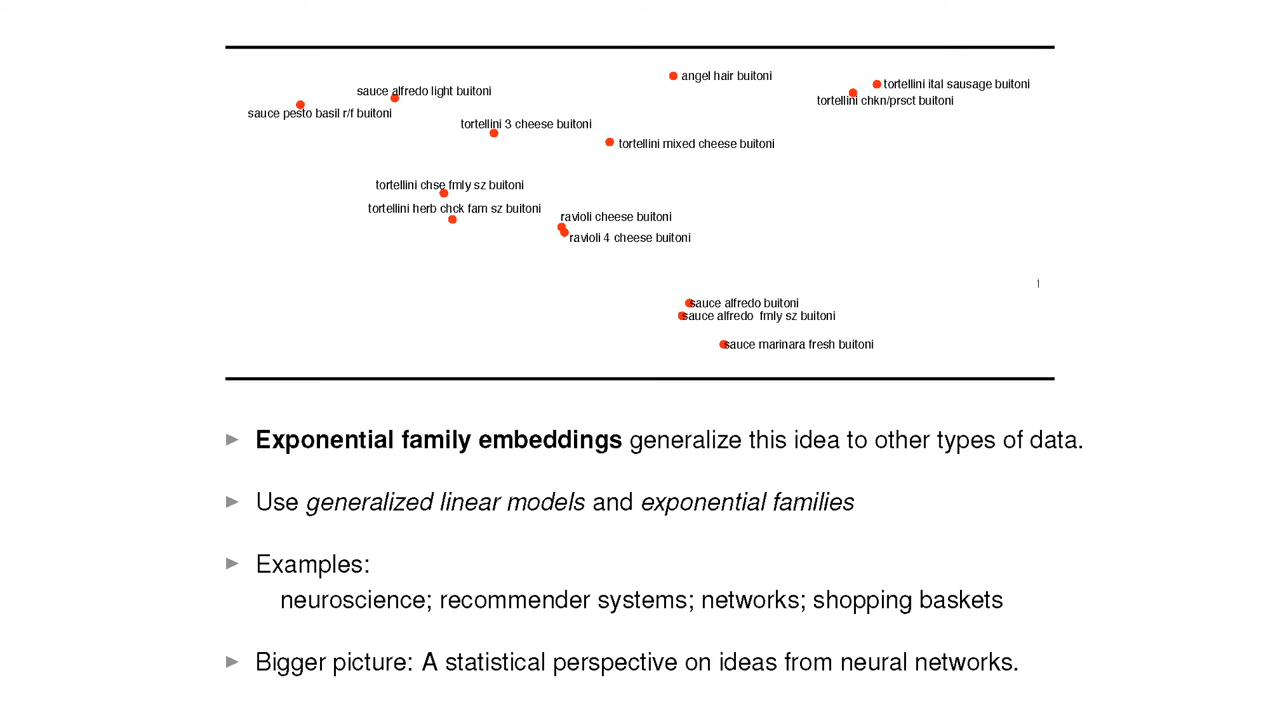 angel hair buitoni
tortellini ital sausage buitoni
sauce alfredo light buitoni
tortellini chkn/prsct buitoni
sauce pesto basil r/f buitoni
tortellini 3 cheese buitoni
tortellini mixed cheese buitoni
tortellini chse fmly sz buitoni
tortellini herb chck fam sz buitoni
ravioli cheese buitoni
ravioli 4 cheese buitoni
1
sauce alfredo buitoni
sauce alfredo fmly sz buitoni
sauce marinara fresh buitoni
Exponential family embeddings generalize this idea to other types of data.
Use generalized linear models and exponential families
Examples:
neuroscience; recommender systems; networks; shopping baskets
Bigger picture: A statistical perspective on ideas from neural networks.